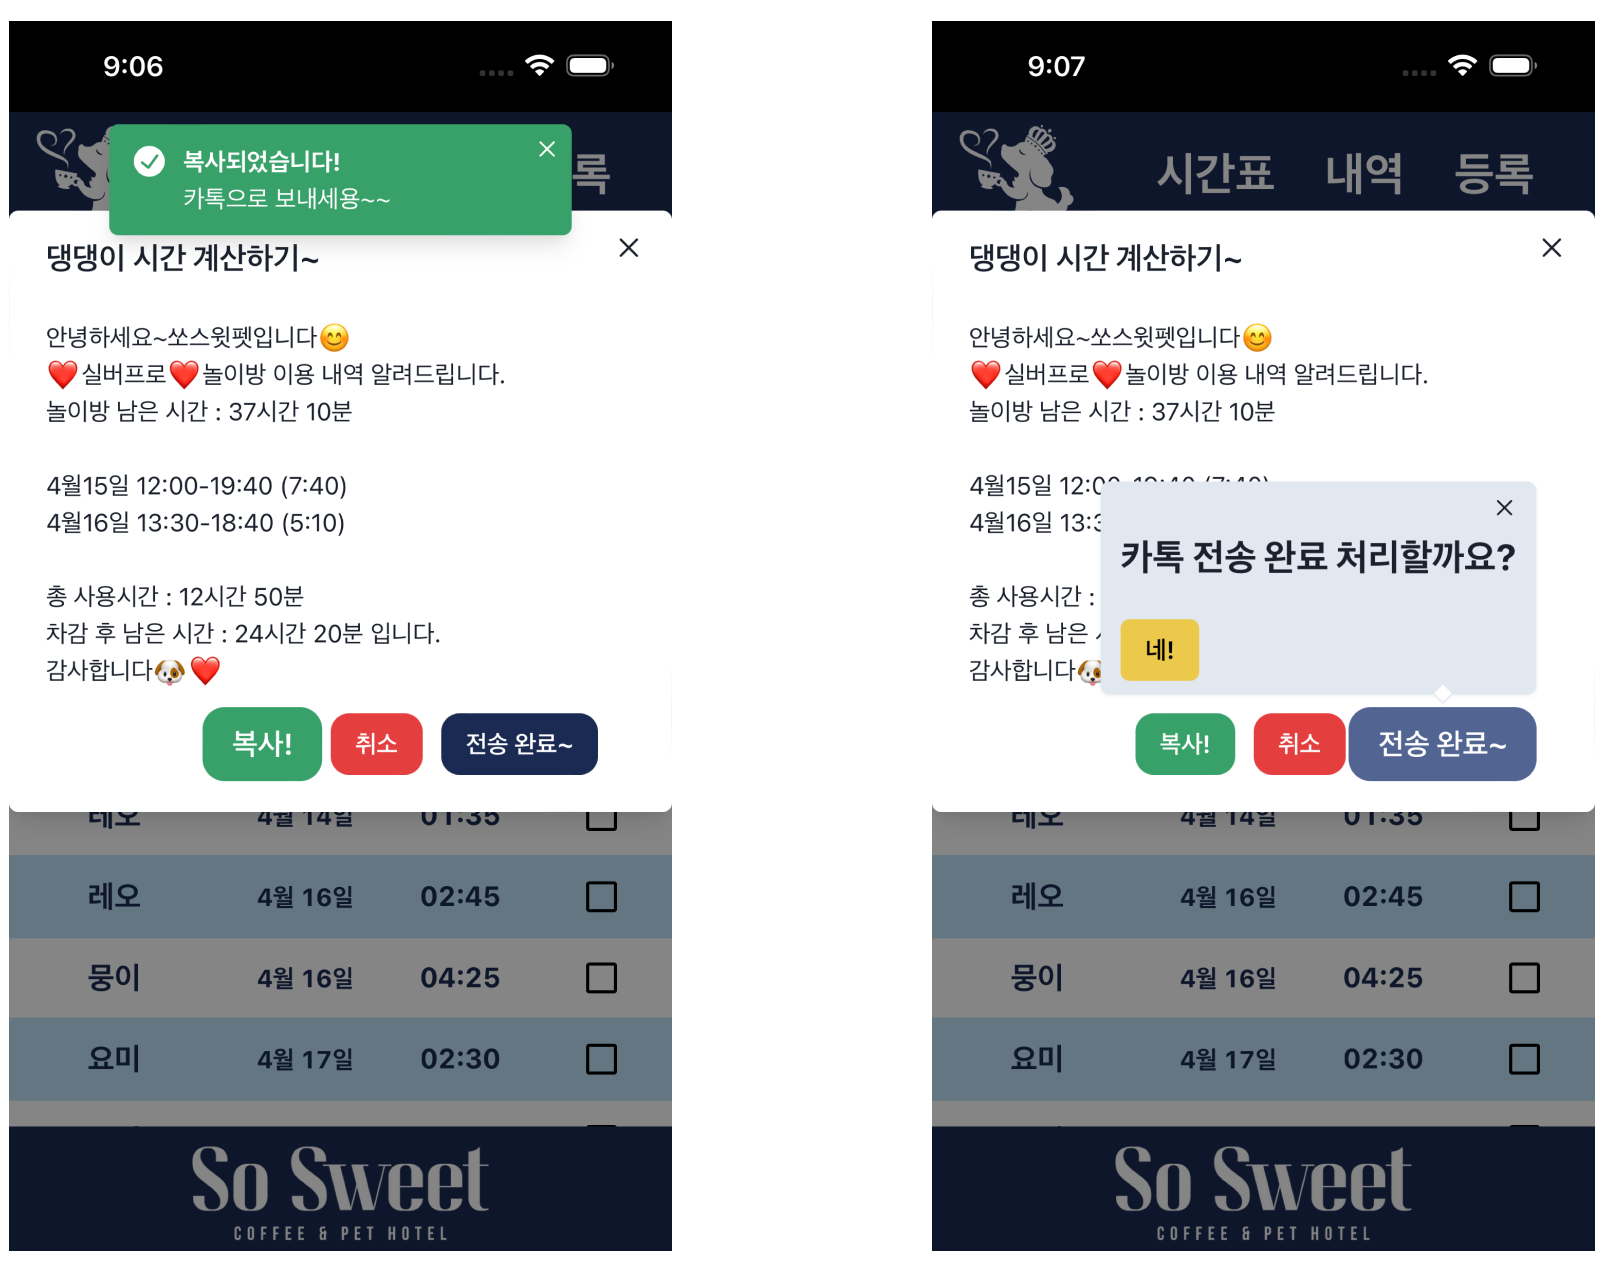 9:06
복사되었습니다!
카톡으로 보내세용~~
록
댕댕이 시간 계산하기~
안녕하세요~쏘스윗펫입니다😊
❤️실버프로❤️놀이방 이용 내역 알려드립니다.
놀이방 남은 시간 : 37시간 10분
4월15일 12:00-19:40 (7:40)
4월16일 13:30-18:40 (5:10)
총 사용시간 : 12시간 50분
차감 후 남은 시간 : 24시간 20분 입니다.
감사합니다🐶❤️
복사! 취소 전송 완료~
레오 4월 14일 01:35
레오 4월 16일 02:45
뭉이 4월 16일 04:25
요미 4월 17일 02:30
So Sweet
COFFEE & PET HOTEL
9:07
시간표 내역 등록
댕댕이 시간 계산하기~
안녕하세요~쏘스윗펫입니다😊
❤️실버프로❤️놀이방 이용 내역 알려드립니다.
놀이방 남은 시간 : 37시간 10분
4월15일 12:00-19:40 (7:40)
4월16일 13:3
카톡 전송 완료 처리할까요?
총 사용시간 :
차감 후 남은
네!
감사합니다🐶
복사! 취소 전송 완료~
레오 4월 14일 01:35
레오 4월 16일 02:45
뭉이 4월 16일 04:25
요미 4월 17일 02:30
So Sweet
COFFEE & PET HOTEL